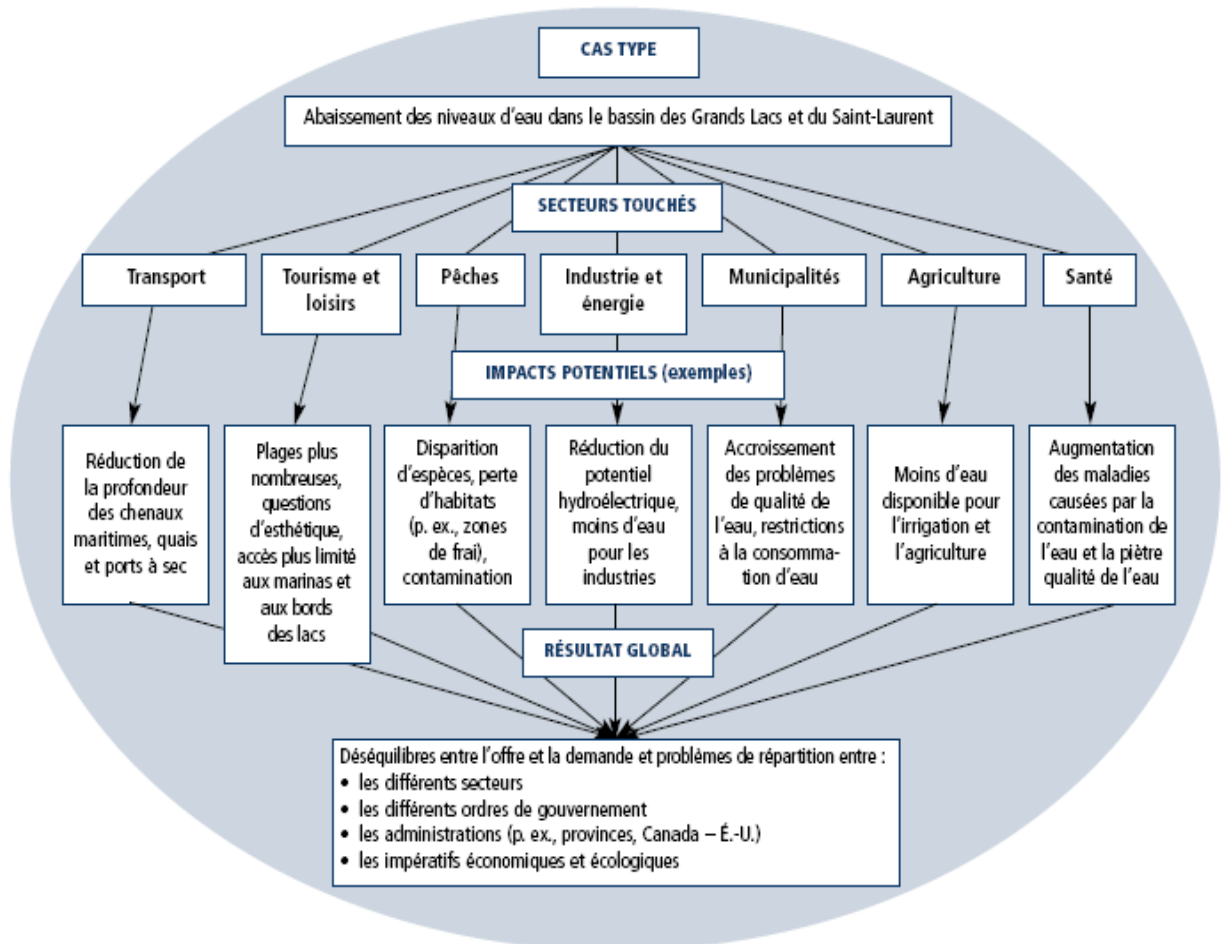 CAS TYPE
Abaissement des niveaux d'eau dans le bassin des Grands Lacs et du Saint-Laurent
SECTEURS TOUCHÉS
Transport
Tourisme et
loisirs
Pêches
Industrie et
énergie
Municipalités
Agriculture
Santé
IMPACTS POTENTIELS (exemples)
Réduction de
la profondeur
des chenaux
maritimes, quais
et ports à sec
Plages plus
nombreuses,
questions
d'esthétique,
accès plus limité
aux marinas et
aux bords
des lacs
Disparition
d'espèces, perte
d'habitats
(p. ex., zones
de frai),
contamination
Réduction du
potentiel
hydroélectrique,
moins d'eau
pour les
industries
Accroissement
des problèmes
de qualité de
l'eau, restrictions
à la consomma-
tion d'eau
Moins d'eau
disponible pour
l'irrigation et
l'agriculture
Augmentation
des maladies
causées par la
contamination de
l'eau et la piètre
qualité de l'eau
RÉSULTAT GLOBAL
Déséquilibres entre l'offre et la demande et problèmes de répartition entre :
• les différents secteurs
• les différents ordres de gouvernement
• les administrations (p. ex., provinces, Canada – É.-U.)
• les impératifs économiques et écologiques